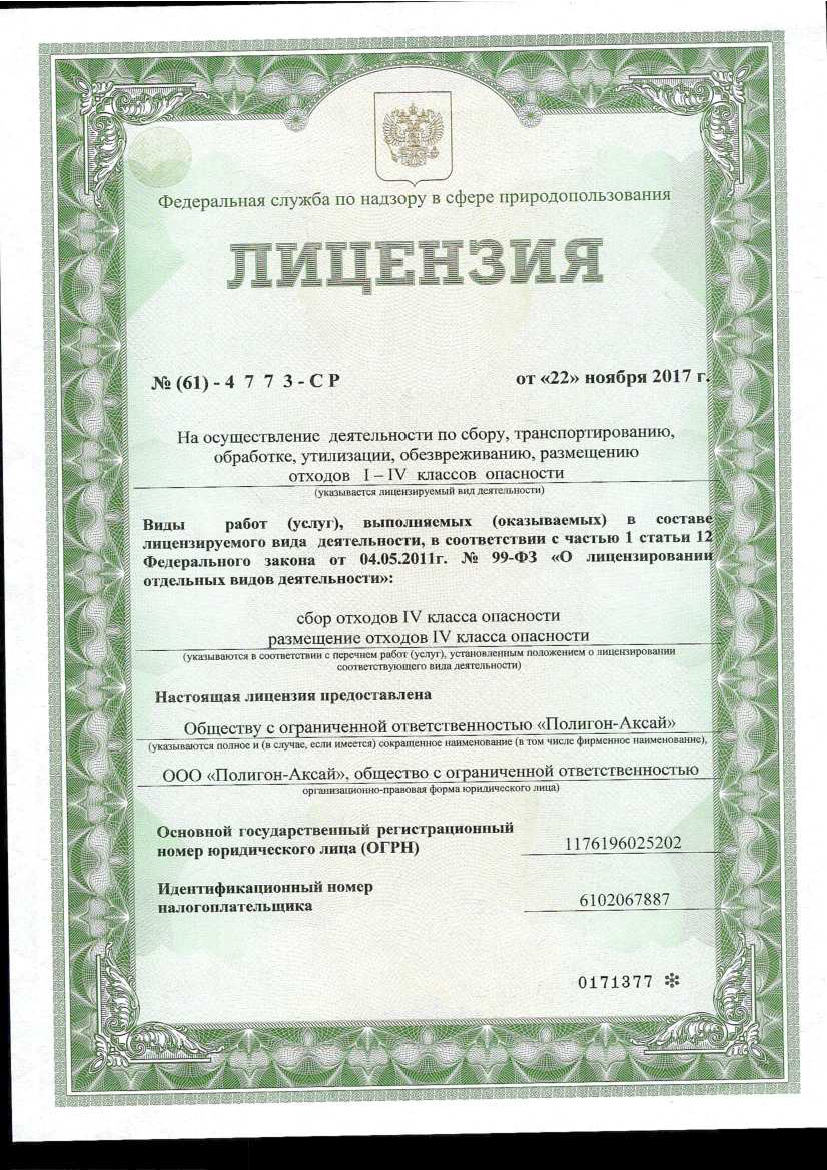 Федеральная служба по надзору в сфере природопользования
ЛИЦЕНЗИЯ
№ (61) - 4 7 7 3 - С Р от «22» ноября 2017 г.
На осуществление деятельности по сбору, транспортированию,
обработке, утилизации, обезвреживанию, размещению
отходов I – IV классов опасности
(указывается лицензируемый вид деятельности)
Виды работ (услуг), выполняемых (оказываемых) в составе
лицензируемого вида деятельности, в соответствии с частью 1 статьи 12
Федерального закона от 04.05.2011г. № 99-ФЗ «О лицензировании
отдельных видов деятельности»:
сбор отходов IV класса опасности
размещение отходов IV класса опасности
(указываются в соответствии с перечнем работ (услуг), установленным положением о лицензировании
соответствующего вида деятельности)
Настоящая лицензия предоставлена
Обществу с ограниченной ответственностью «Полигон-Аксай»
(указываются полное и (в случае, если имеется) сокращенное наименование (в том числе фирменное наименование),
ООО «Полигон-Аксай», общество с ограниченной ответственностью
организационно-правовая форма юридического лица)
Основной государственный регистрационный
номер юридического лица (ОГРН) 1176196025202
Идентификационный номер
налогоплательщика 6102067887
0171377 ✻